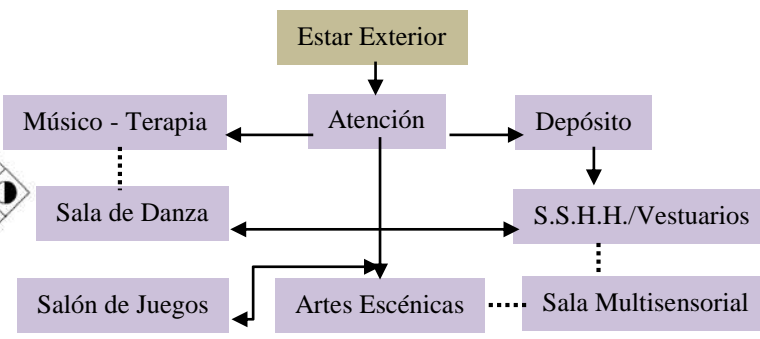 Estar Exterior
Músico - Terapia
Atención
Depósito
Sala de Danza
S.S.H.H./Vestuarios
Salón de Juegos
Artes Escénicas
Sala Multisensorial